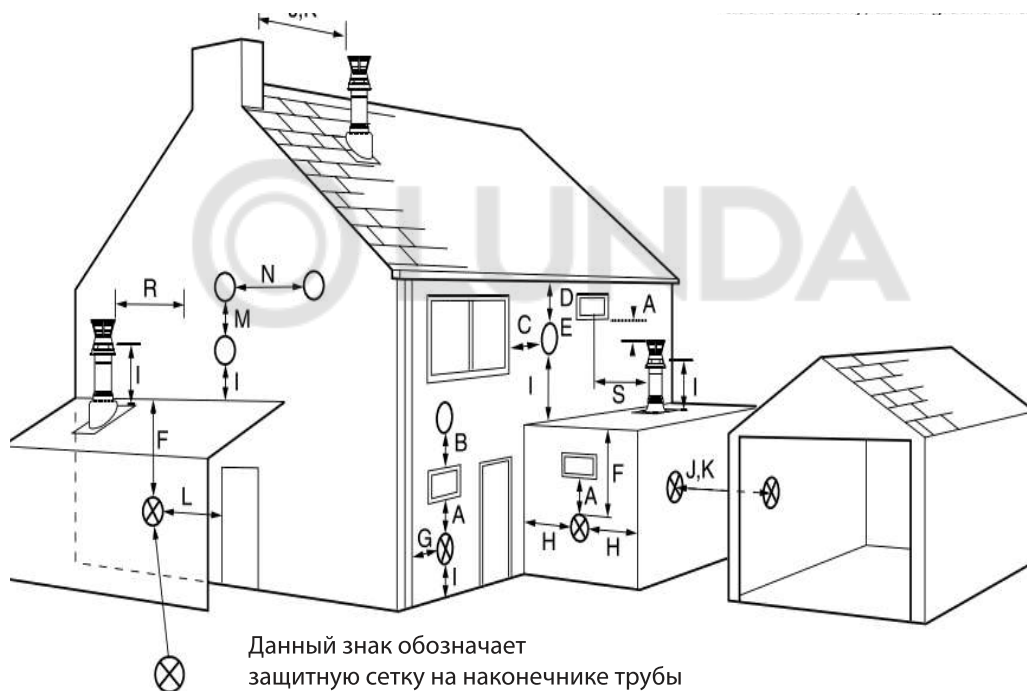 J,K
LUNDA
N
R
M
I
I
D
A
C
E
I
S
I
F
B
F
J,K
L
A
A
G
H
H
I
Данный знак обозначает
защитную сетку на наконечнике трубы